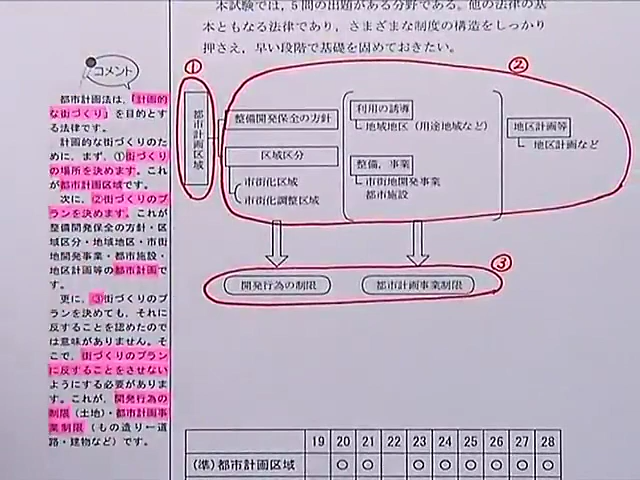 本試験では，5問の出題がある分野である。他の法律の基
本ともなる法律であり，さまざまな制度の構造をしっかり
押さえ，早い段階で基礎を固めておきたい。
コメント
都市計画法は、「計画的
な街づくり」を目的とす
る法律です。
計画的な街づくりのた
めに、まず、①街づくり
の場所を決めます。これ
が都市計画区域です。
次に、②街づくりのプ
ランを決めます。これが
整備開発保全の方針・区
域区分・地域地区・市街
地開発事業・都市施設・
地区計画等の都市計画で
す。
更に、③街づくりのプ
ランを決めても、それに
反することを認めたので
は意味がありません。そ
こで、街づくりのプラン
に反することをさせない
ようにする必要がありま
す。これが、開発行為の
制限（土地）・都市計画事
業制限（もの造り一道
路・建物など）です。
①
都市計画区域
②
整備開発保全の方針
区域区分
市街化区域
市街化調整区域
利用の誘導
地域地区（用途地域など）
整備，事業
市街地開発事業
都市施設
地区計画等
地区計画など
③
開発行為の制限
都市計画事業制限
19 20 21 22 23 24 25 26 27 28
(準)都市計画区域 ○ ○ ○ ○ ○ ○ ○ ○